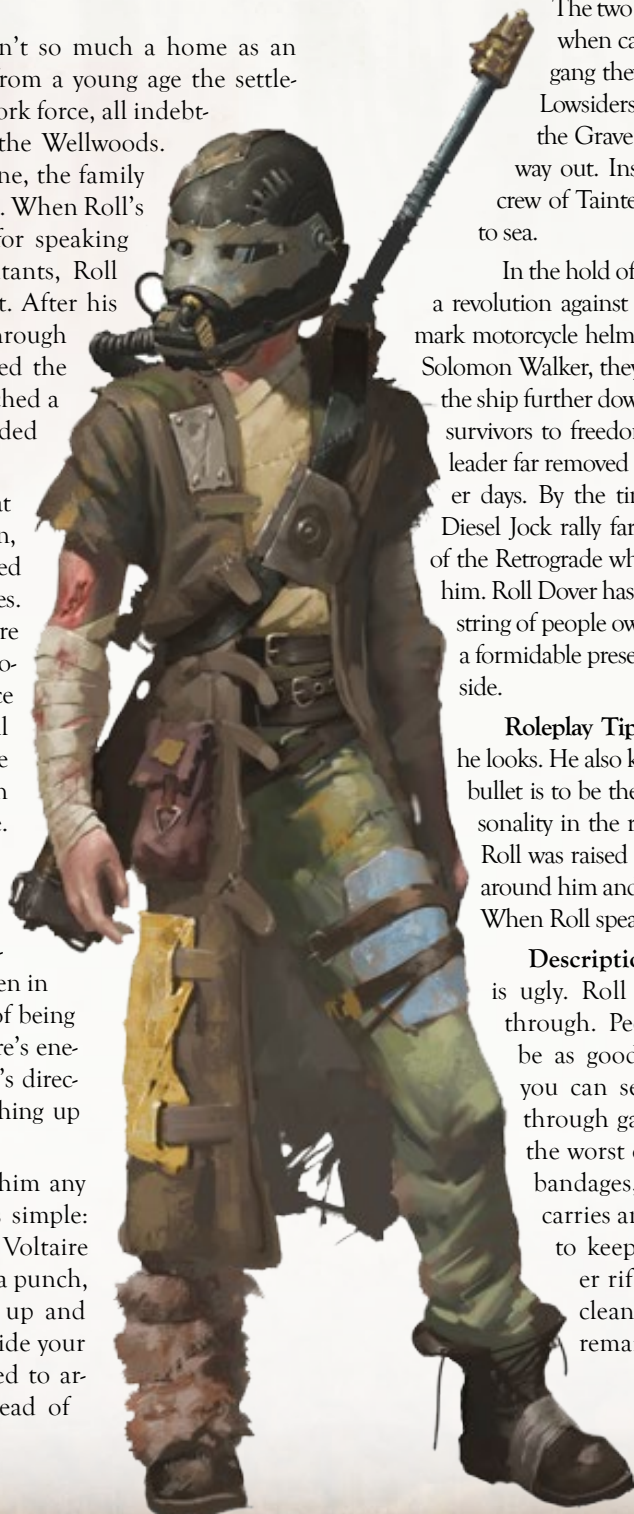 n't so much a home as an
rom a young age the settle-
ork force, all indebt-
the Wellwoods.
ne, the family
. When Roll's
for speaking
tants, Roll
t. After his
hrough
ed the
hed a
ded
at
n,
ed
es.
re
o-
ce
l
e
n
e.
-
en in
of being
re's ene-
's direc-
hing up
him any
s simple:
Voltaire
a punch,
up and
ide your
ed to ar-
ead of
The two
when ca
gang they
Lowsiders
the Grave
way out. Ins
crew of Tainte
to sea.
In the hold of
a revolution against
mark motorcycle helm
Solomon Walker, they
the ship further dow
survivors to freedom
leader far removed
er days. By the tim
Diesel Jock rally far
of the Retrograde wh
him. Roll Dover has
string of people ow
a formidable prese
side.
Roleplay Tip
he looks. He also k
bullet is to be the
sonality in the r
Roll was raised
around him and
When Roll spea
Descriptio
is ugly. Roll
through. Pe
be as good
you can se
through ga
the worst
bandages,
carries ar
to keep
er rif
clean
rema